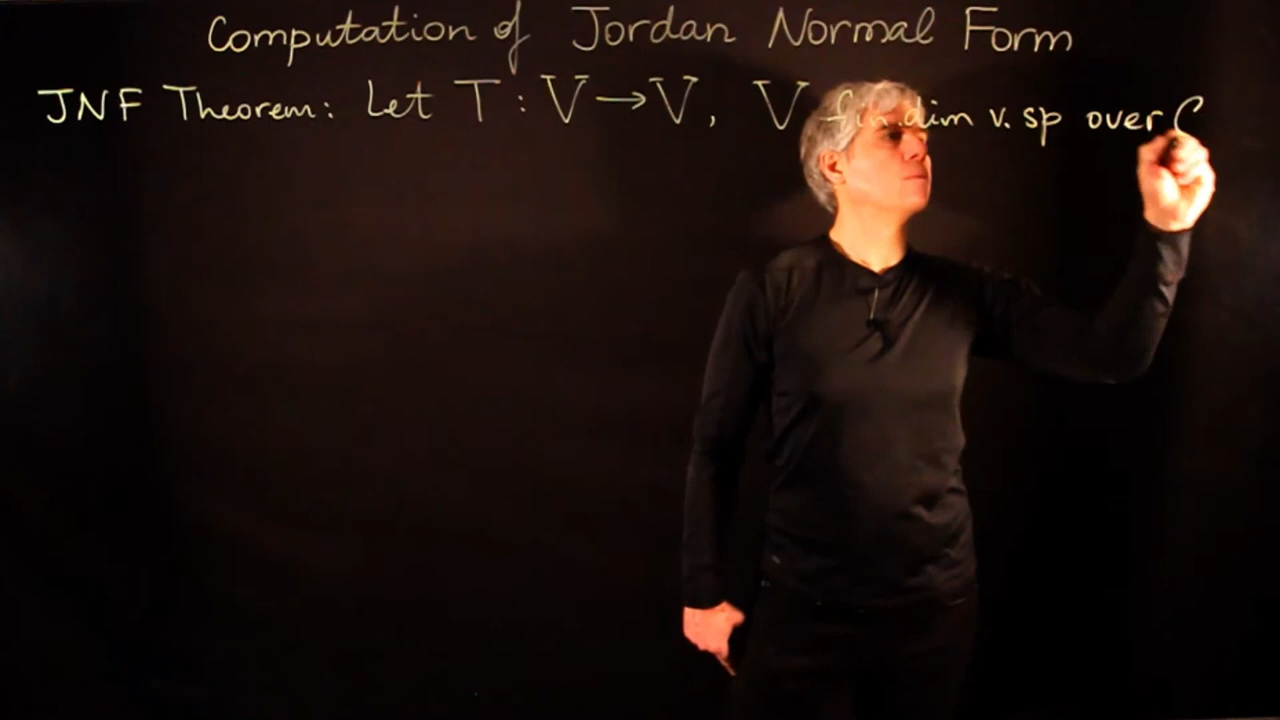 Computation of Jordan Normal Form
JNF Theorem: Let T : V → V, V fin.dim v. sp over C